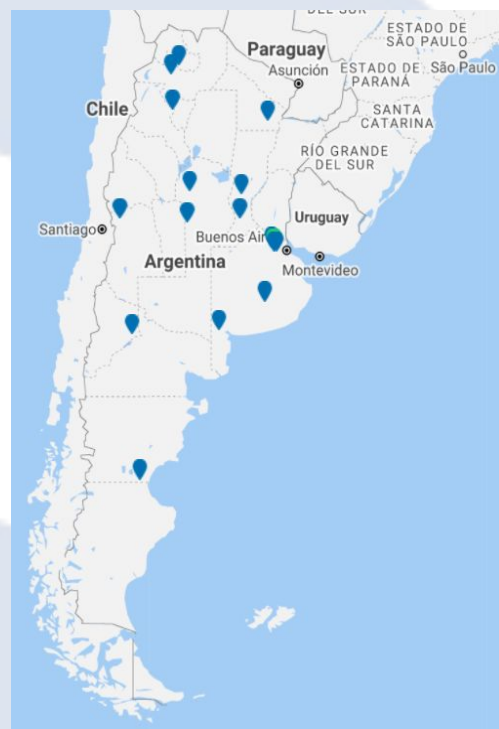 DEL SUR
ESTADO DE
SÃO PAULO
Paraguay
Asunción
ESTADO DE
PARANÁ
São Paulo
Chile
SANTA
CATARINA
RÍO GRANDE
DEL SUR
Uruguay
Santiago
Buenos Air
Argentina
Montevideo